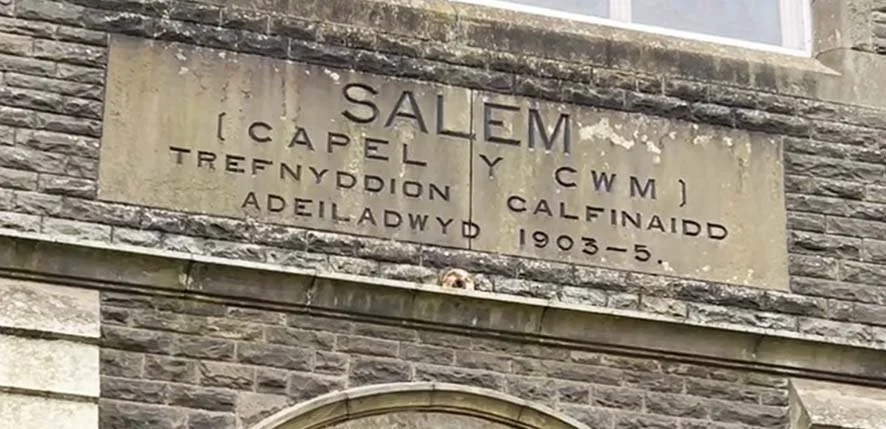 SALEM
[CAPEL Y CWM]
TREFNYDDION CALFINAIDD
ADEILADWYD 1903–5.